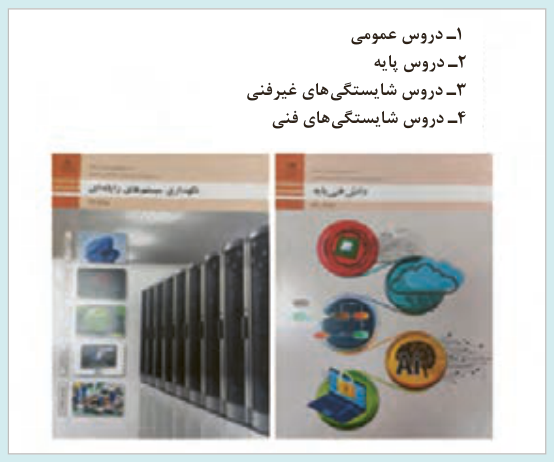 ۱ـ دروس عمومی
۲ـ دروس پایه
۳ـ دروس شایستگی‌های غیرفنی
۴ـ دروس شایستگی‌های فنی
دانش فنی پایه
نگهداری سیستم‌های رایانه‌ای
AI